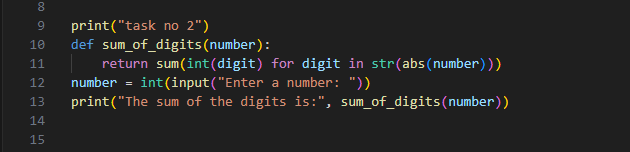 8
9 print("task no 2")
10 def sum_of_digits(number):
11     return sum(int(digit) for digit in str(abs(number)))
12 number = int(input("Enter a number: "))
13 print("The sum of the digits is:", sum_of_digits(number))
14
15